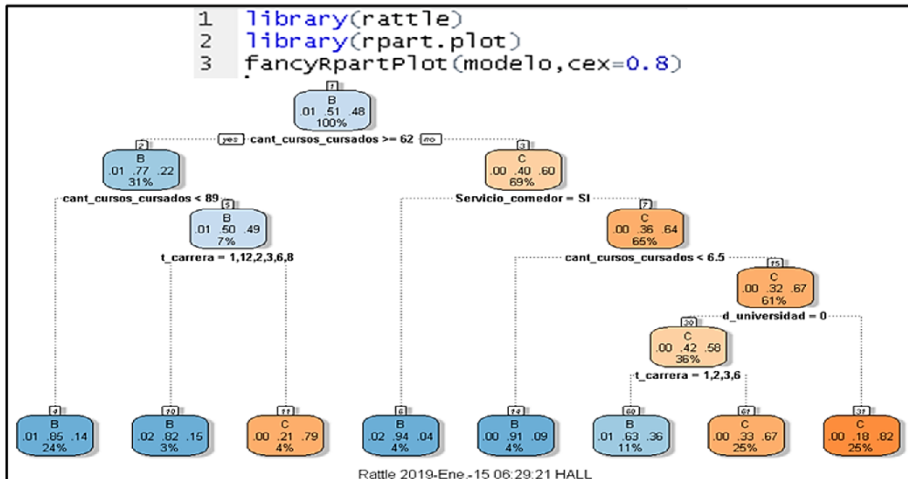 1 library(rattle)
2 library(rpart.plot)
3 fancyRpartPlot(modelo,cex=0.8)
1
B
.01 .51 .48
100%
yes cant_cursos_cursados >= 62 no
2
B
.01 .77 .22
31%
3
C
.00 .40 .60
69%
cant_cursos_cursados < 89
Servicio_comedor = SI
5
B
.01 .50 .49
7%
7
C
.00 .36 .64
65%
t_carrera = 1,12,2,3,6,8
cant_cursos_cursados < 6.5
15
C
.00 .32 .67
61%
d_universidad = 0
30
C
.00 .42 .58
36%
t_carrera = 1,2,3,6
4
B
.01 .85 .14
24%
10
B
.02 .82 .15
3%
11
C
.00 .21 .79
4%
6
B
.02 .94 .04
4%
14
B
.00 .91 .09
4%
60
B
.01 .63 .36
11%
61
C
.00 .33 .67
25%
31
C
.00 .18 .82
25%
Rattle 2019-Ene.-15 06:29:21 HALL